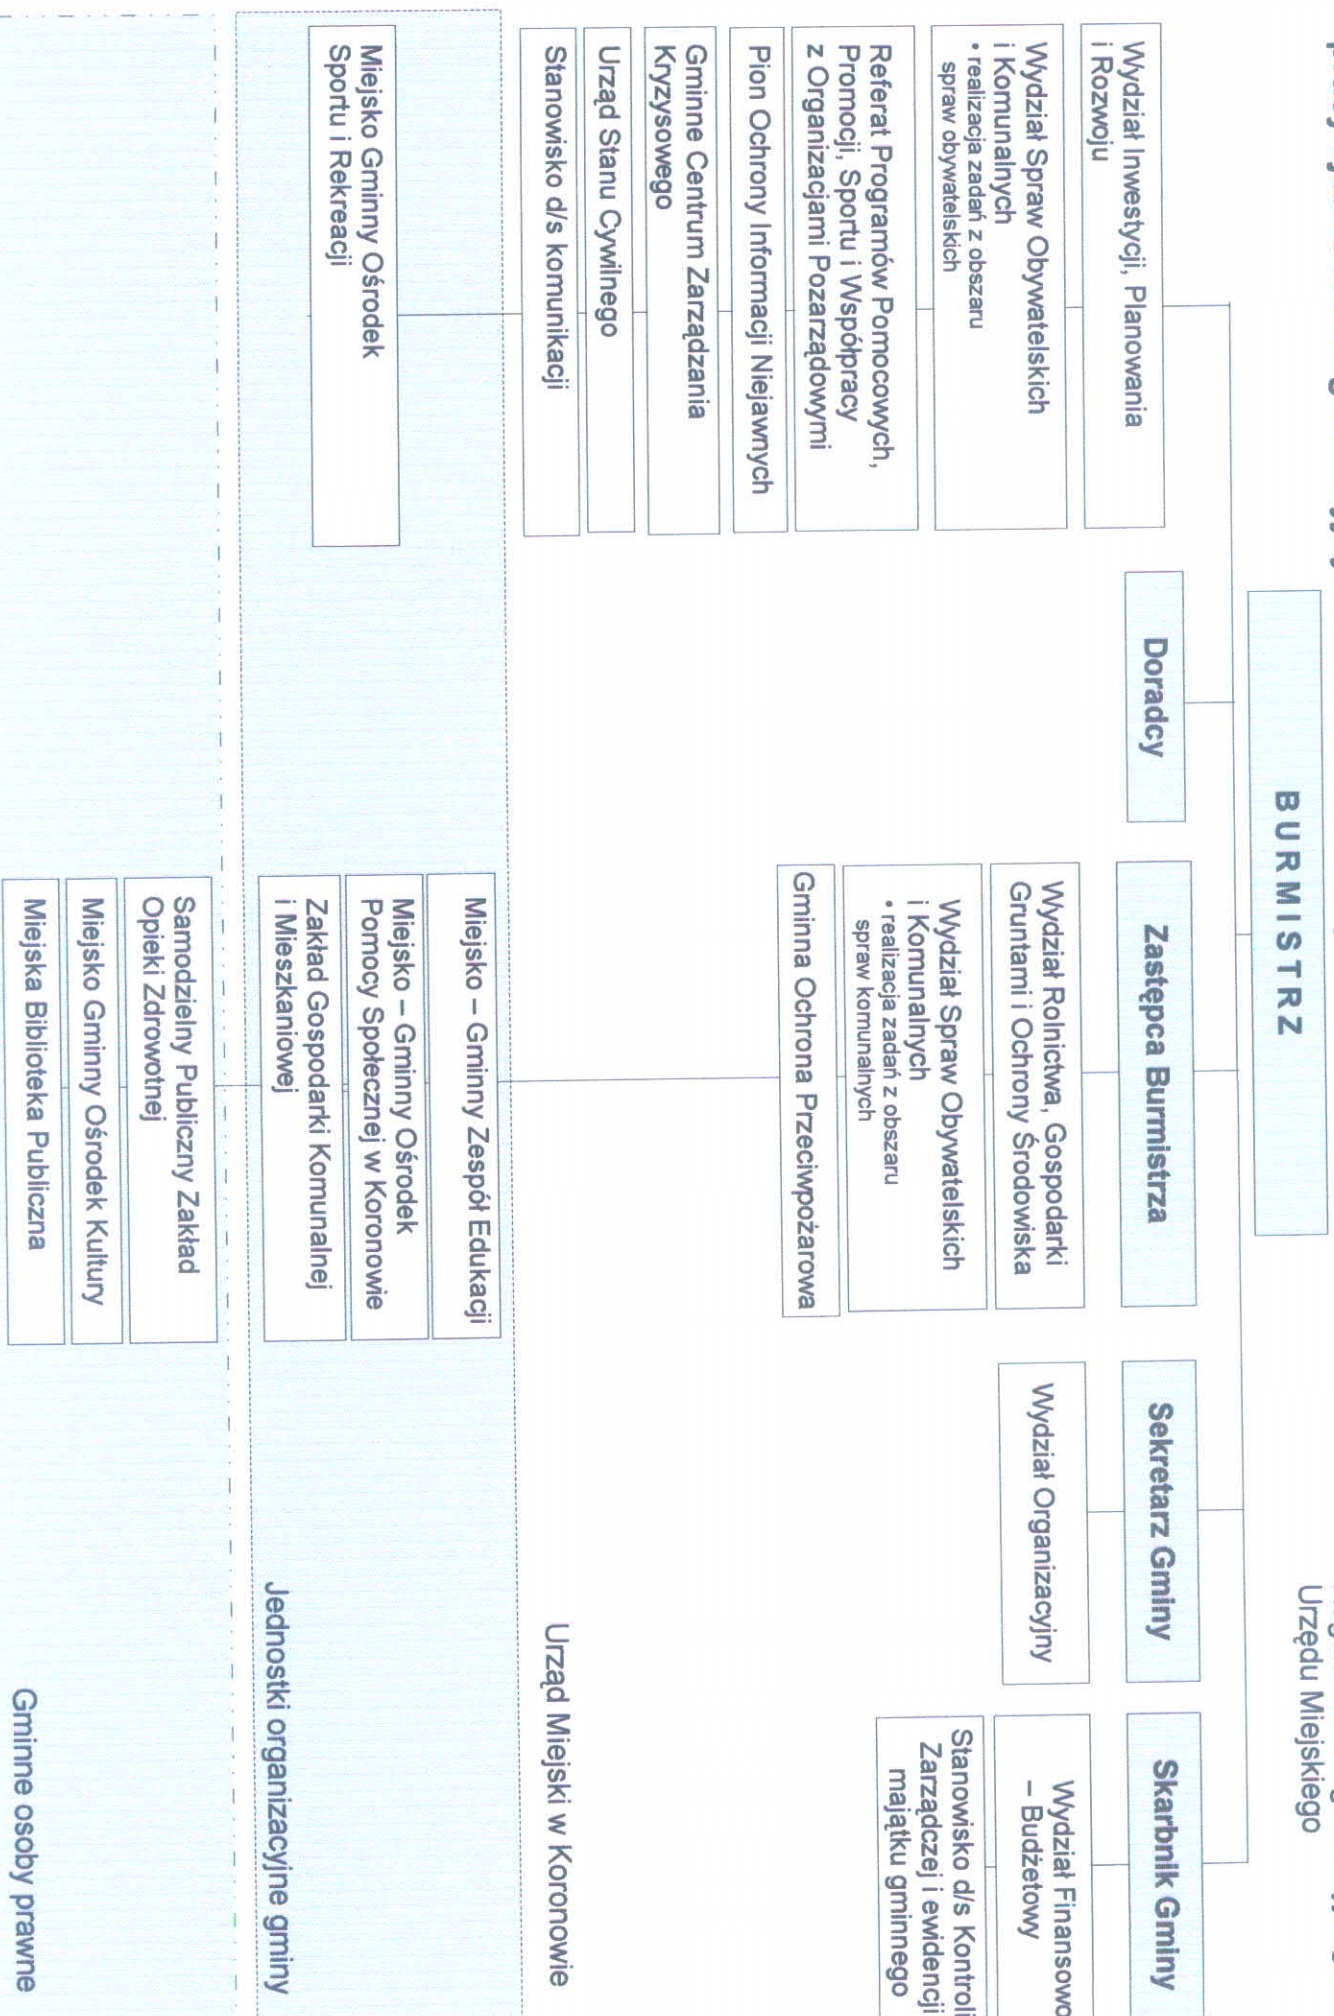 Urzędu Miejskiego
BURMISTRZ
Wydział Inwestycji, Planowania
i Rozwoju
Wydział Spraw Obywatelskich
i Komunalnych
• realizacja zadań z obszaru
spraw obywatelskich
Referat Programów Pomocowych,
Promocji, Sportu i Współpracy
z Organizacjami Pozarządowymi
Pion Ochrony Informacji Niejawnych
Gminne Centrum Zarządzania
Kryzysowego
Urząd Stanu Cywilnego
Stanowisko d/s komunikacji
Miejsko Gminny Ośrodek
Sportu i Rekreacji
Doradcy
Zastępca Burmistrza
Wydział Rolnictwa, Gospodarki
Gruntami i Ochrony Środowiska
Wydział Spraw Obywatelskich
i Komunalnych
• realizacja zadań z obszaru
spraw komunalnych
Gminna Ochrona Przeciwpożarowa
Miejsko – Gminny Zespół Edukacji
Miejsko – Gminny Ośrodek
Pomocy Społecznej w Koronowie
Zakład Gospodarki Komunalnej
i Mieszkaniowej
Samodzielny Publiczny Zakład
Opieki Zdrowotnej
Miejsko Gminny Ośrodek Kultury
Miejska Biblioteka Publiczna
Sekretarz Gminy
Wydział Organizacyjny
Skarbnik Gminy
Wydział Finansowo
– Budżetowy
Stanowisko d/s Kontroli
Zarządczej i ewidencji
majątku gminnego
Urząd Miejski w Koronowie
Jednostki organizacyjne gminy
Gminne osoby prawne